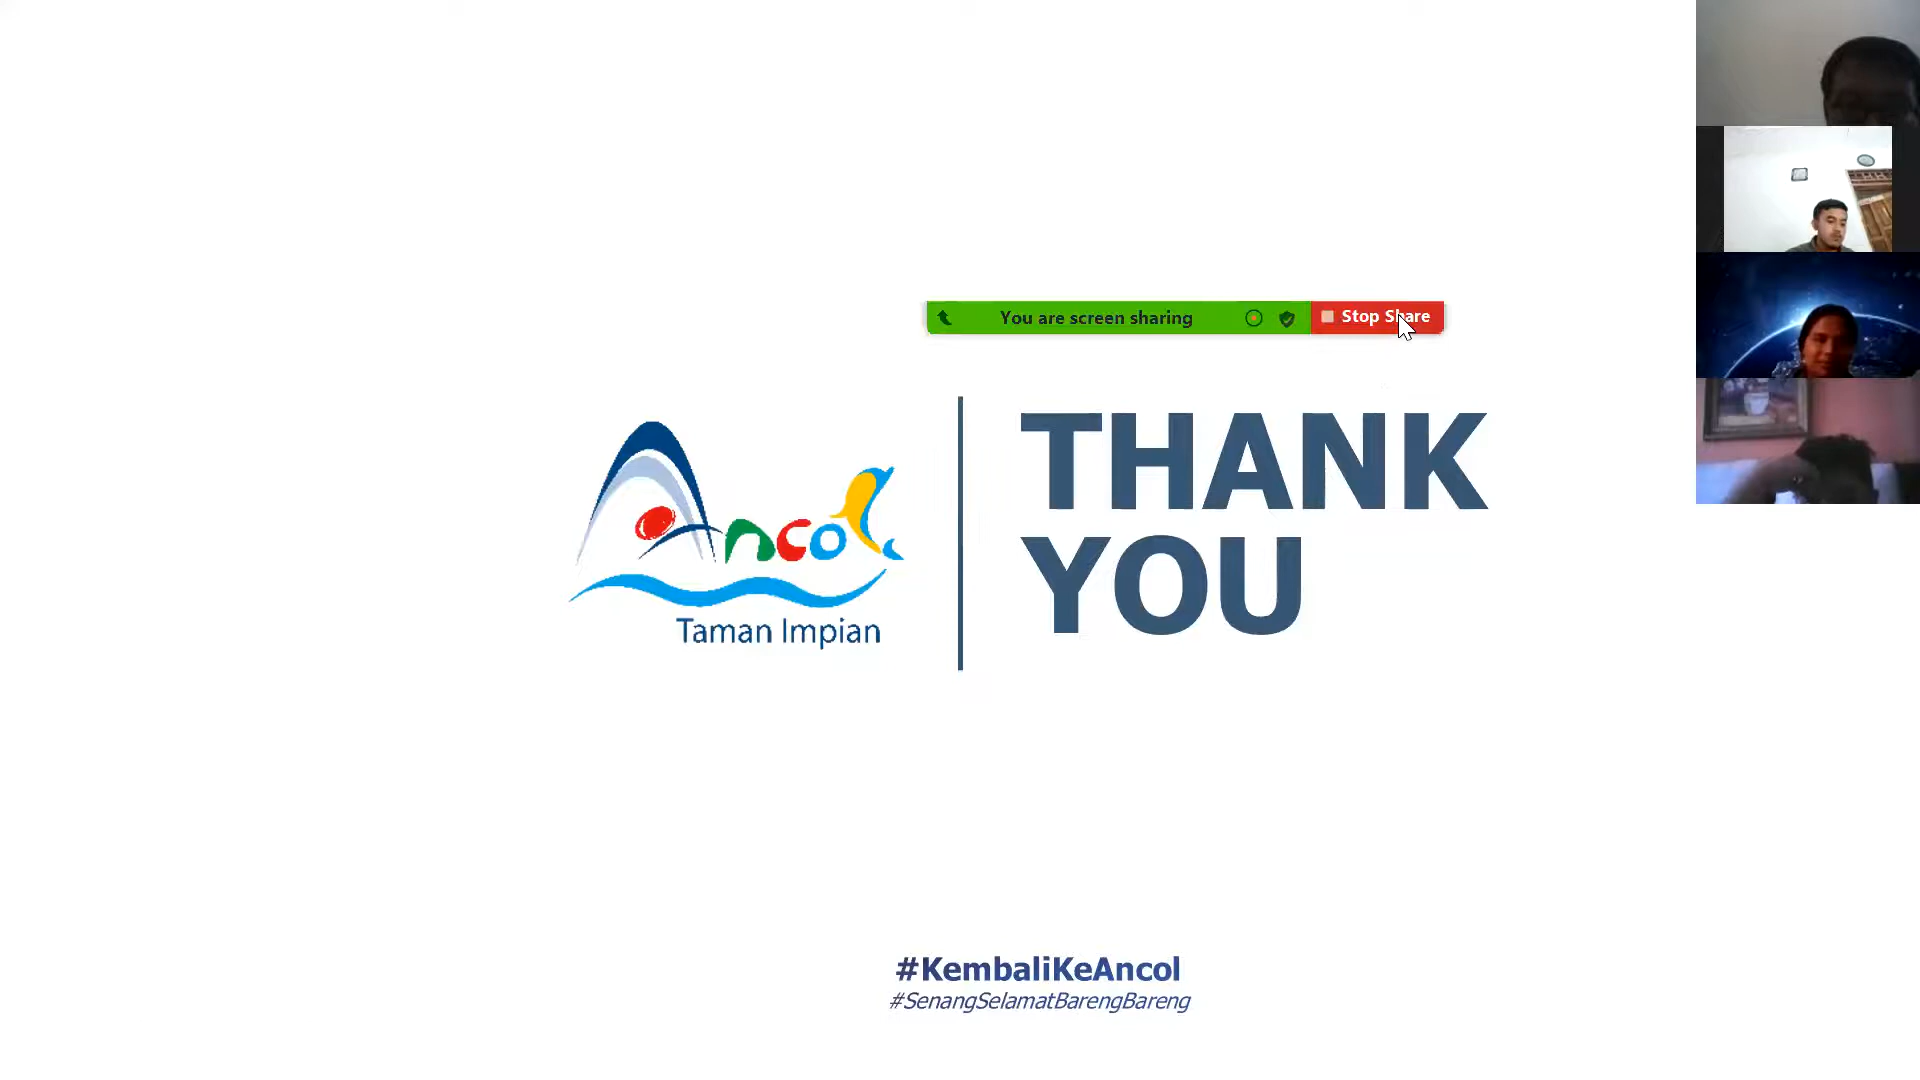 You are screen sharing
Stop Share
Ancol
Taman Impian
THANK
YOU
#KembaliKeAncol
#SenangSelamatBarengBareng